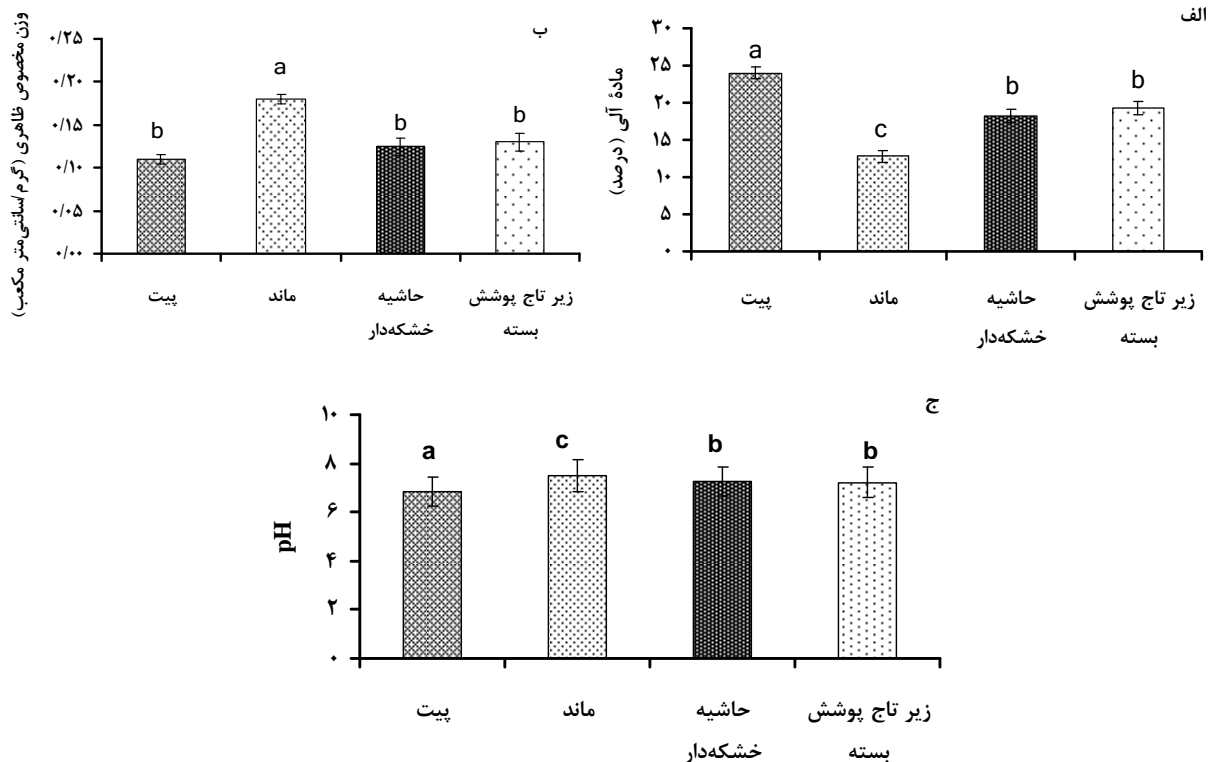 الف
مادۀ آلی (درصد)
۳۰
۲۵
۲۰
۱۵
۱۰
۵
۰
a
c
b
b
پیت
ماند
حاشیه
خشکه‌دار
زیر تاج پوشش
بسته
ب
وزن مخصوص ظاهری (گرم/سانتی‌متر مکعب)
۰/۲۵
۰/۲۰
۰/۱۵
۰/۱۰
۰/۰۵
۰/۰۰
b
a
b
b
پیت
ماند
حاشیه
خشکه‌دار
زیر تاج پوشش
بسته
ج
pH
۱۰
۸
۶
۴
۲
۰
a
c
b
b
پیت
ماند
حاشیه
خشکه‌دار
زیر تاج پوشش
بسته